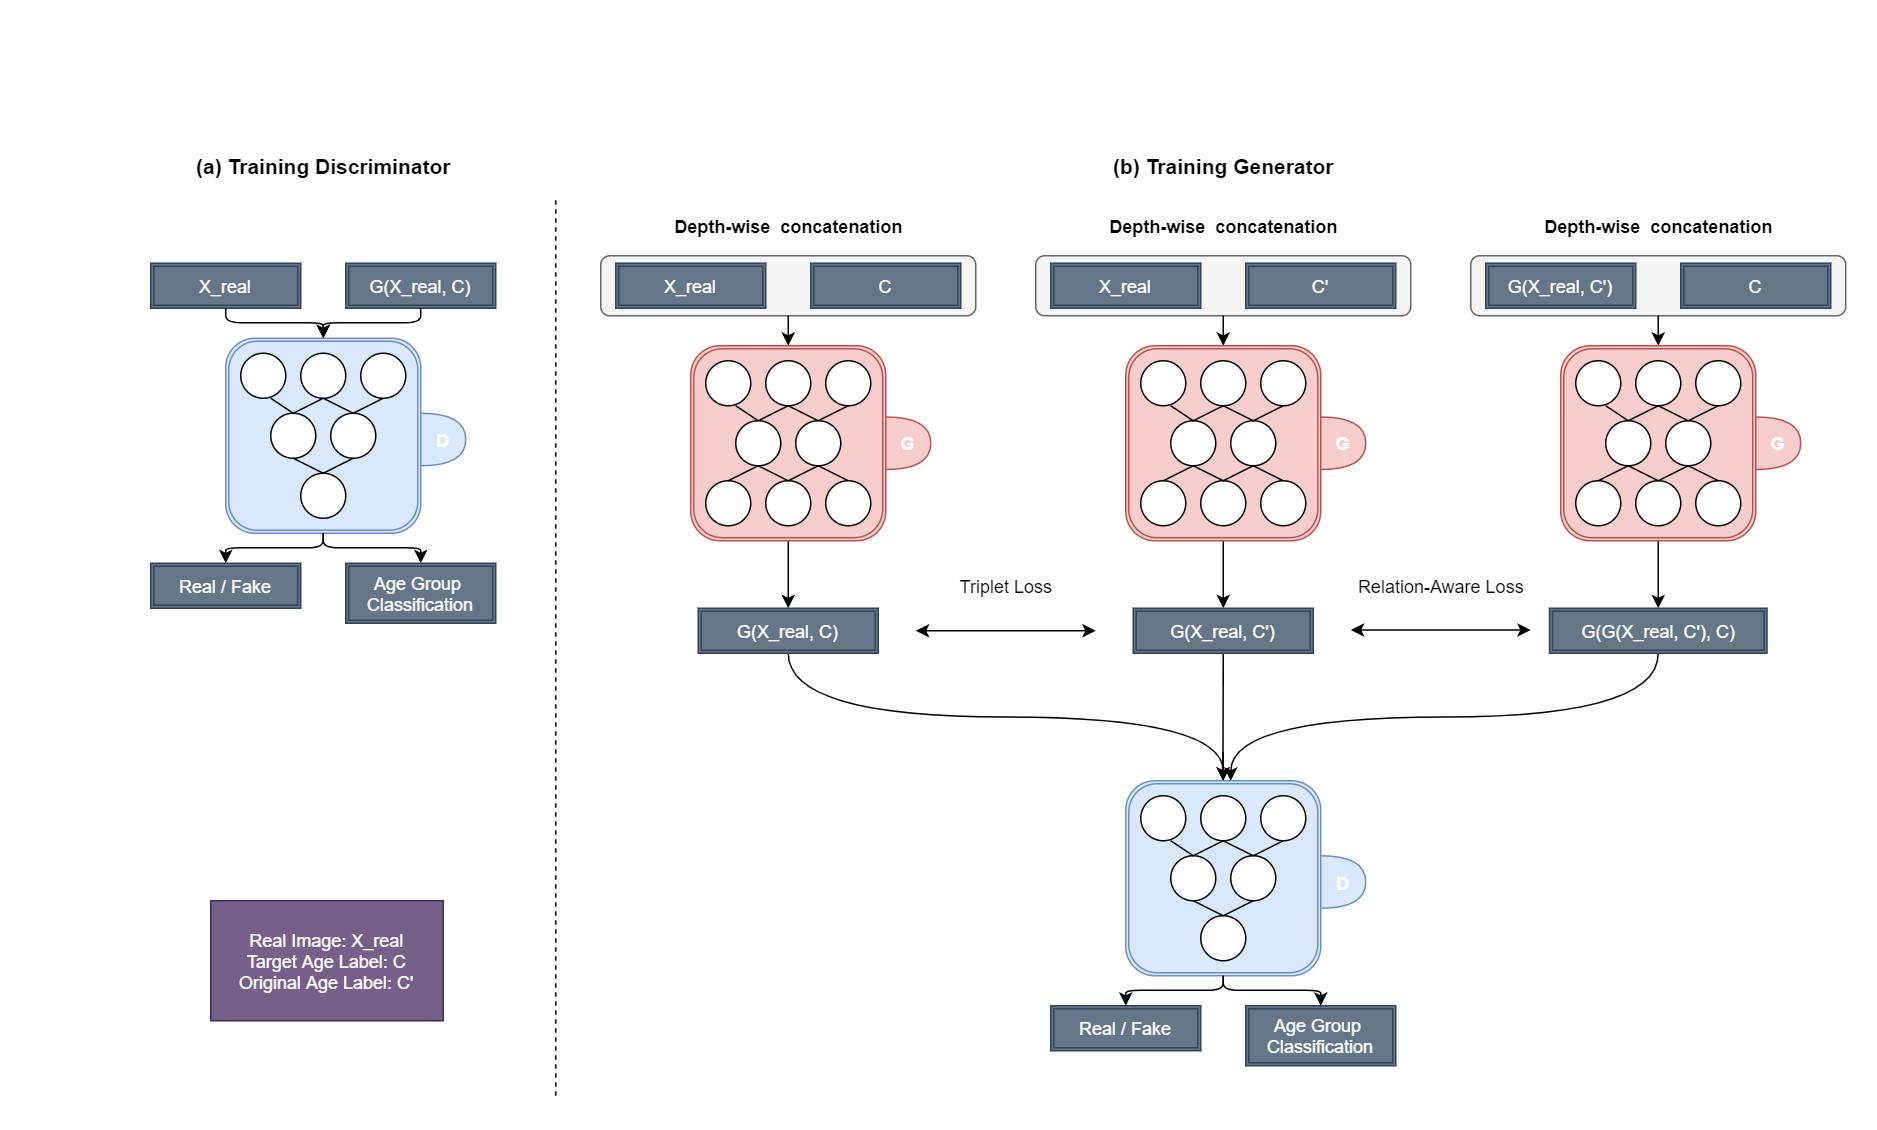 (a) Training Discriminator
X_real
G(X_real, C)
D
Real / Fake
Age Group
Classification
Real Image: X_real
Target Age Label: C
Original Age Label: C'
(b) Training Generator
Depth-wise  concatenation
X_real
C
G
G(X_real, C)
Depth-wise  concatenation
X_real
C'
G
G(X_real, C')
Depth-wise  concatenation
G(X_real, C')
C
G
G(G(X_real, C'), C)
Triplet Loss
Relation-Aware Loss
D
Real / Fake
Age Group
Classification